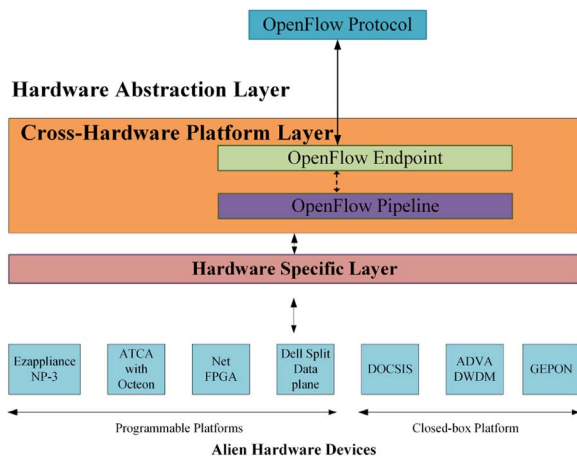 OpenFlow Protocol
Hardware Abstraction Layer
Cross-Hardware Platform Layer
OpenFlow Endpoint
OpenFlow Pipeline
Hardware Specific Layer
Ezappliance
NP-3
ATCA
with
Octeon
Net
FPGA
Dell Split
Data
plane
DOCSIS
ADVA
DWDM
GEPON
Programmable Platforms
Closed-box Platform
Alien Hardware Devices